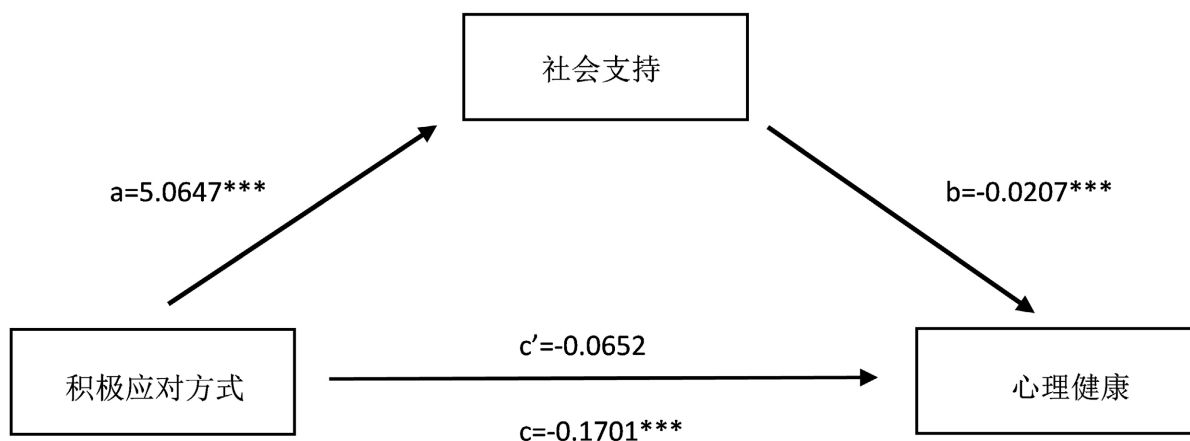 社会支持
a=5.0647***
b=-0.0207***
c’=-0.0652
积极应对方式
心理健康
c=-0.1701***